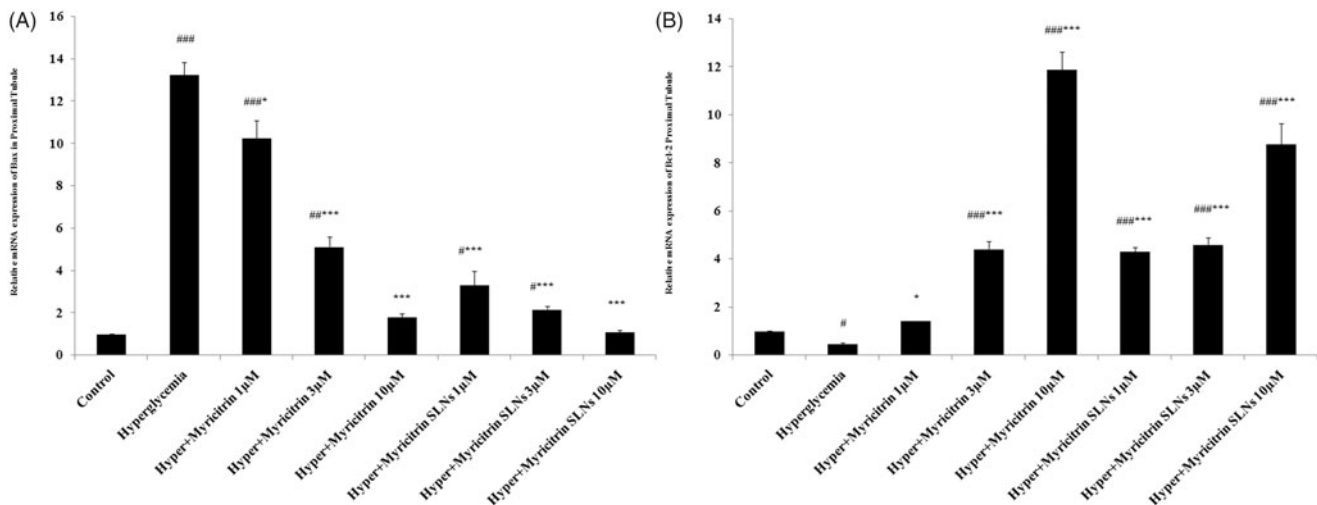 (A)
Relative mRNA expression of Bax in Proximal Tubule
16
14
12
10
8
6
4
2
0
###
###*
##***
***
#***
#***
***
Control
Hyperglycemia
Hyper+Myricitrin 1µM
Hyper+Myricitrin 3µM
Hyper+Myricitrin 10µM
Hyper+Myricitrin SLNs 1µM
Hyper+Myricitrin SLNs 3µM
Hyper+Myricitrin SLNs 10µM
(B)
Relative mRNA expression of Bcl-2 Proximal Tubule
14
12
10
8
6
4
2
0
#
*
###***
###***
###***
###***
###***
Control
Hyperglycemia
Hyper+Myricitrin 1µM
Hyper+Myricitrin 3µM
Hyper+Myricitrin 10µM
Hyper+Myricitrin SLNs 1µM
Hyper+Myricitrin SLNs 3µM
Hyper+Myricitrin SLNs 10µM